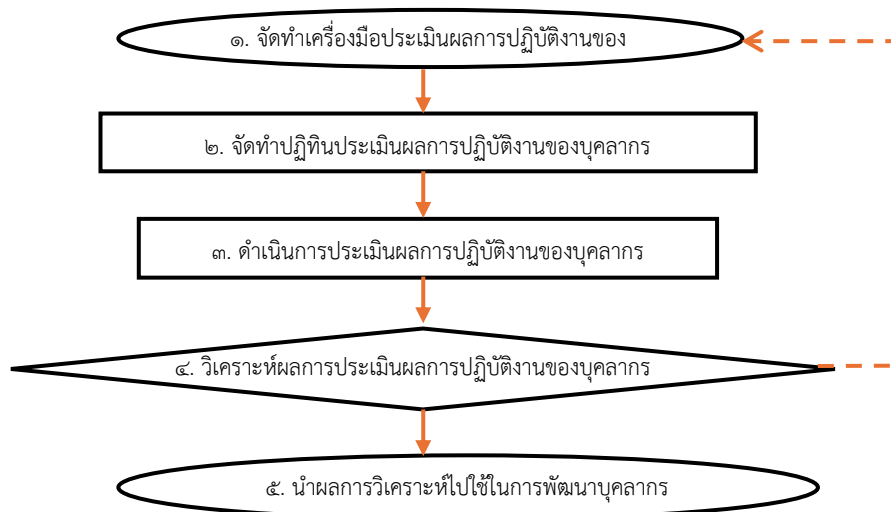 ๑. จัดทำเครื่องมือประเมินผลการปฏิบัติงานของ
๒. จัดทำปฏิทินประเมินผลการปฏิบัติงานของบุคลากร
๓. ดำเนินการประเมินผลการปฏิบัติงานของบุคลากร
๔. วิเคราะห์ผลการประเมินผลการปฏิบัติงานของบุคลากร
๕. นำผลการวิเคราะห์ไปใช้ในการพัฒนาบุคลากร